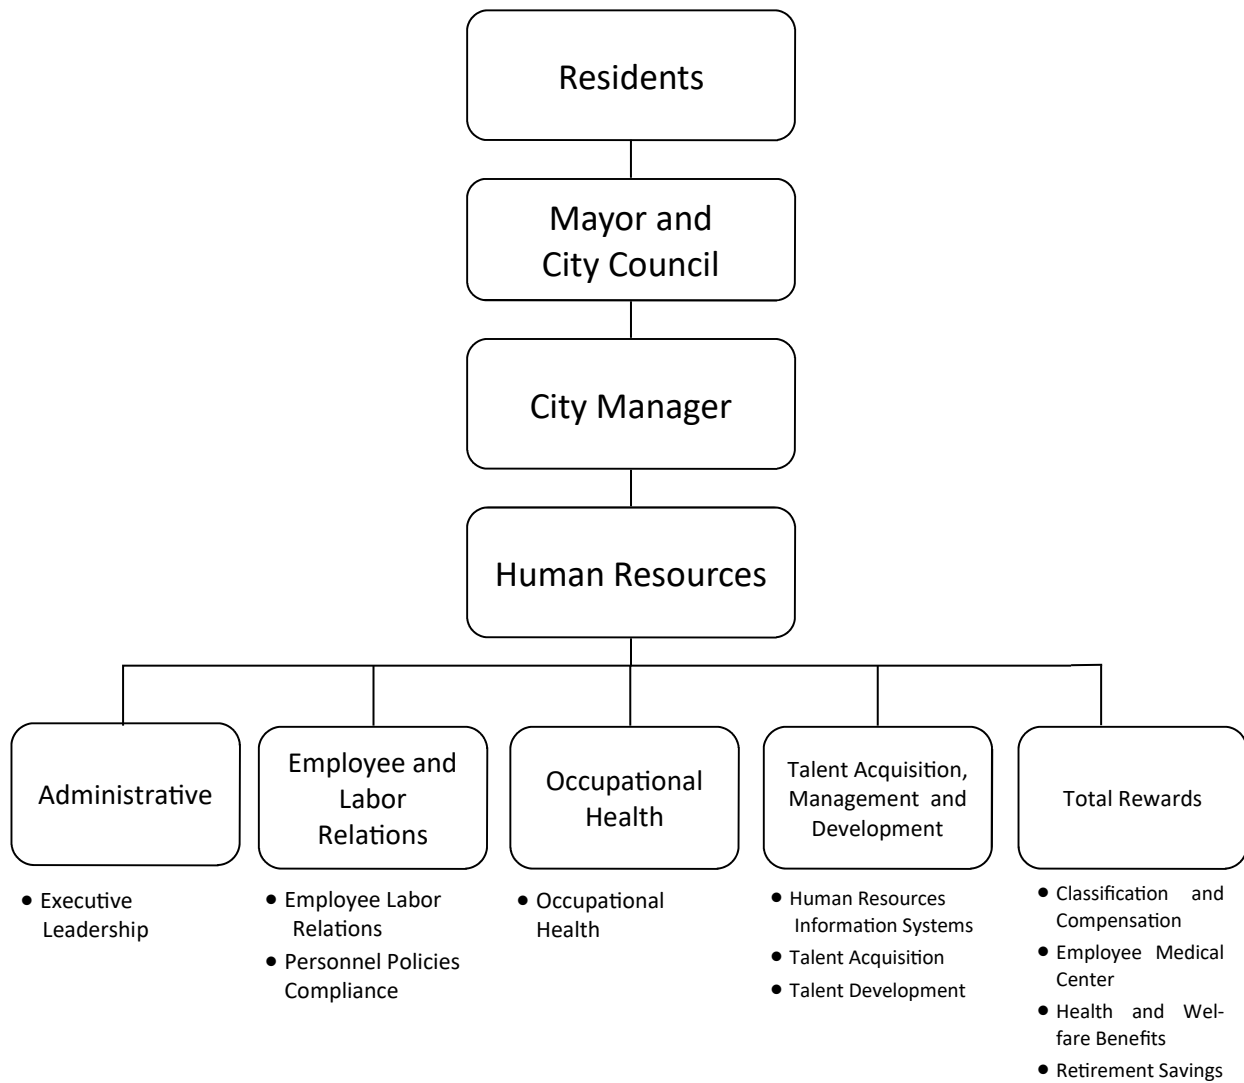 Residents
Mayor and
City Council
City Manager
Human Resources
Administrative
• Executive
Leadership
Employee and
Labor
Relations
• Employee Labor
Relations
• Personnel Policies
Compliance
Occupational
Health
• Occupational
Health
Talent Acquisition,
Management and
Development
• Human Resources
Information Systems
• Talent Acquisition
• Talent Development
Total Rewards
• Classification and
Compensation
• Employee Medical
Center
• Health and Wel-
fare Benefits
• Retirement Savings